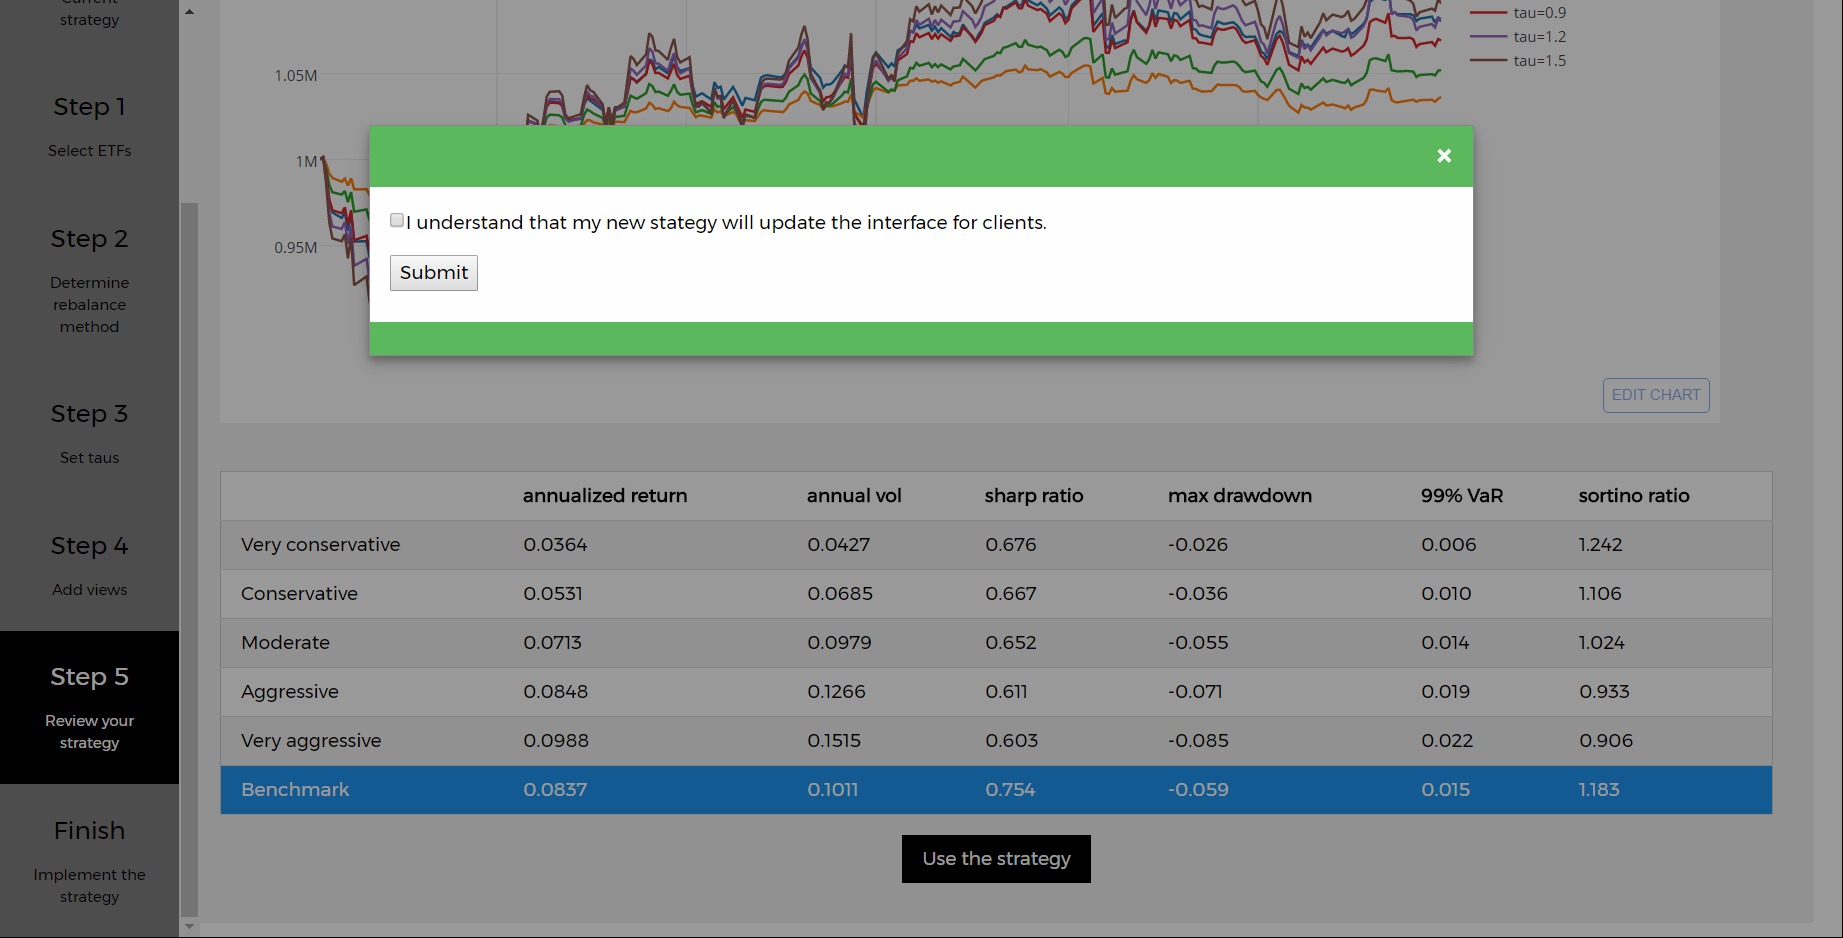 Current
strategy
Step 1
Select ETFs
Step 2
Determine
rebalance
method
Step 3
Set taus
Step 4
Add views
Step 5
Review your
strategy
Finish
Implement the
strategy
1.05M
1M
0.95M
tau=0.9
tau=1.2
tau=1.5
×
I understand that my new stategy will update the interface for clients.
Submit
EDIT CHART
annualized return annual vol sharp ratio max drawdown 99% VaR sortino ratio
Very conservative 0.0364 0.0427 0.676 -0.026 0.006 1.242
Conservative 0.0531 0.0685 0.667 -0.036 0.010 1.106
Moderate 0.0713 0.0979 0.652 -0.055 0.014 1.024
Aggressive 0.0848 0.1266 0.611 -0.071 0.019 0.933
Very aggressive 0.0988 0.1515 0.603 -0.085 0.022 0.906
Benchmark 0.0837 0.1011 0.754 -0.059 0.015 1.183
Use the strategy